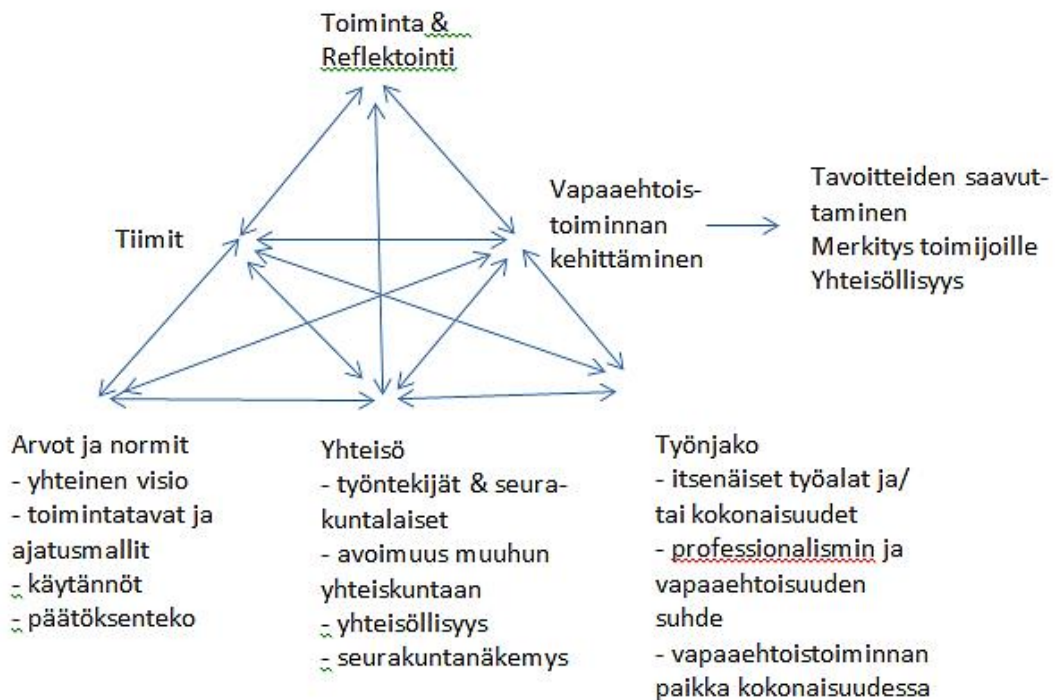 Toiminta &
Reflektointi
Tiimit
Vapaaehtois-
toiminnan
kehittäminen
Tavoitteiden saavut-
taminen
Merkitys toimijoille
Yhteisöllisyys
Arvot ja normit
- yhteinen visio
- toimintatavat ja
ajatusmallit
- käytännöt
- päätöksenteko
Yhteisö
- työntekijät & seura-
kuntalaiset
- avoimuus muuhun
yhteiskuntaan
- yhteisöllisyys
- seurakuntanäkemys
Työnjako
- itsenäiset työalat ja/
tai kokonaisuudet
- professionalismin ja
vapaaehtoisuuden
suhde
- vapaaehtoistoiminnan
paikka kokonaisuudessa